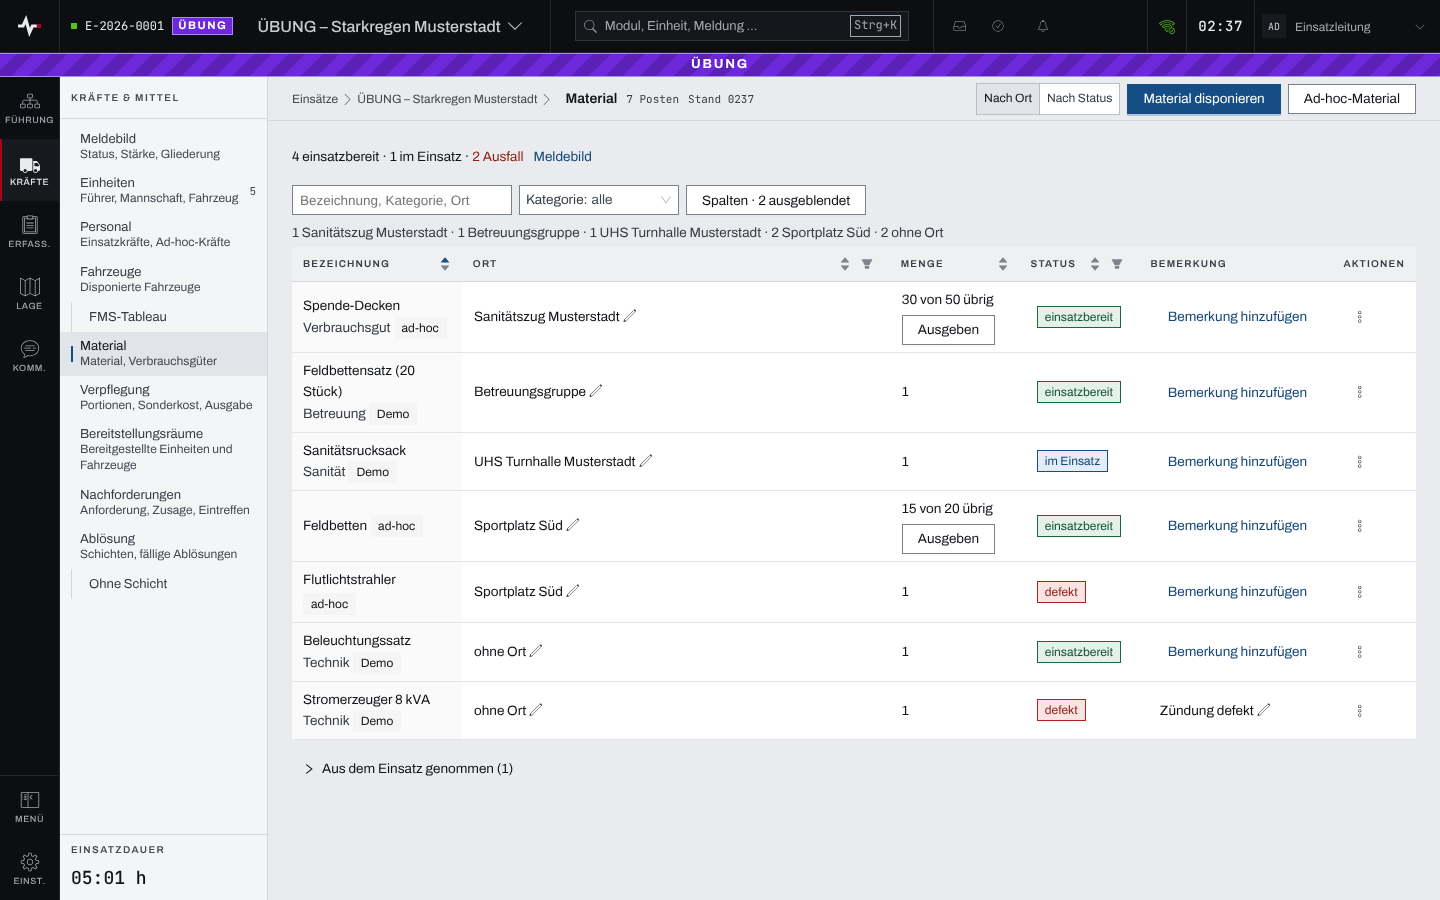 E-2026-0001 ÜBUNG ÜBUNG – Starkregen Musterstadt Modul, Einheit, Meldung ... Strg+K 02:37 AD Einsatzleitung
ÜBUNG
FÜHRUNG
KRÄFTE
ERFASS.
LAGE
KOMM.
MENÜ
EINST.
KRÄFTE & MITTEL
Meldebild
Status, Stärke, Gliederung
Einheiten
Führer, Mannschaft, Fahrzeug 5
Personal
Einsatzkräfte, Ad-hoc-Kräfte
Fahrzeuge
Disponierte Fahrzeuge
FMS-Tableau
Material
Material, Verbrauchsgüter
Verpflegung
Portionen, Sonderkost, Ausgabe
Bereitstellungsräume
Bereitgestellte Einheiten und
Fahrzeuge
Nachforderungen
Anforderung, Zusage, Eintreffen
Ablösung
Schichten, fällige Ablösungen
Ohne Schicht
EINSATZDAUER
05:01 h
Einsätze ÜBUNG – Starkregen Musterstadt Material 7 Posten Stand 0237 Nach Ort Nach Status Material disponieren Ad-hoc-Material
4 einsatzbereit · 1 im Einsatz · 2 Ausfall Meldebild
Bezeichnung, Kategorie, Ort Kategorie: alle Spalten · 2 ausgeblendet
1 Sanitätszug Musterstadt · 1 Betreuungsgruppe · 1 UHS Turnhalle Musterstadt · 2 Sportplatz Süd · 2 ohne Ort
BEZEICHNUNG ORT MENGE STATUS BEMERKUNG AKTIONEN
Spende-Decken
Verbrauchsgut ad-hoc Sanitätszug Musterstadt 30 von 50 übrig Ausgeben einsatzbereit Bemerkung hinzufügen
Feldbettensatz (20
Stück)
Betreuung Demo Betreuungsgruppe 1 einsatzbereit Bemerkung hinzufügen
Sanitätsrucksack
Sanität Demo UHS Turnhalle Musterstadt 1 im Einsatz Bemerkung hinzufügen
Feldbetten ad-hoc Sportplatz Süd 15 von 20 übrig Ausgeben einsatzbereit Bemerkung hinzufügen
Flutlichtstrahler
ad-hoc Sportplatz Süd 1 defekt Bemerkung hinzufügen
Beleuchtungssatz
Technik Demo ohne Ort 1 einsatzbereit Bemerkung hinzufügen
Stromerzeuger 8 kVA
Technik Demo ohne Ort 1 defekt Zündung defekt
Aus dem Einsatz genommen (1)